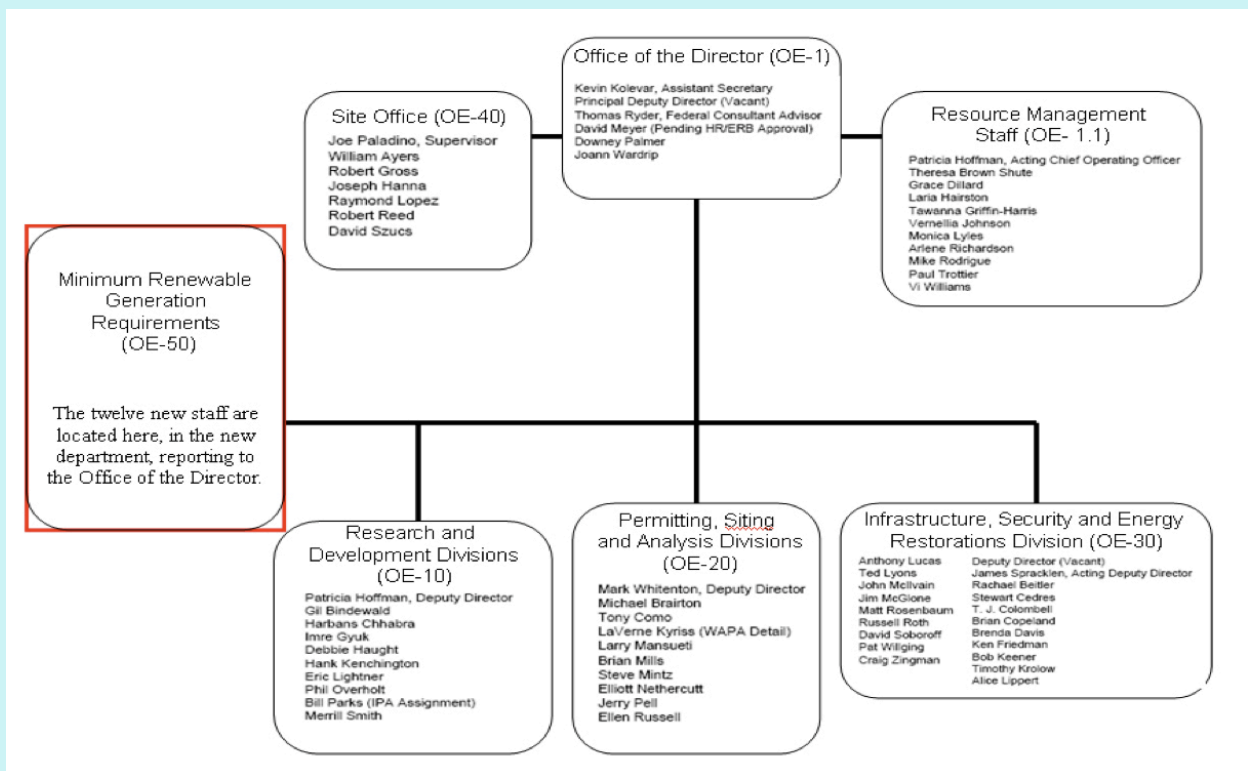 Office of the Director (OE-1)
Kevin Kolevar, Assistant Secretary
Principal Deputy Director (Vacant)
Thomas Ryder, Federal Consultant Advisor
David Meyer (Pending HR/ERB Approval)
Downey Palmer
Joann Wardrip
Site Office (OE-40)
Joe Paladino, Supervisor
William Ayers
Robert Gross
Joseph Hanna
Raymond Lopez
Robert Reed
David Szucs
Resource Management
Staff (OE- 1.1)
Patricia Hoffman, Acting Chief Operating Officer
Theresa Brown Shute
Grace Dillard
Laria Hairston
Tawanna Griffin-Harris
Vernellia Johnson
Monica Lyles
Arlene Richardson
Mike Rodrigue
Paul Trottier
Vi Williams
Minimum Renewable
Generation
Requirements
(OE-50)
The twelve new staff are
located here, in the new
department, reporting to
the Office of the Director.
Research and
Development Divisions
(OE-10)
Patricia Hoffman, Deputy Director
Gil Bindewald
Harbans Chhabra
Imre Gyuk
Debbie Haught
Hank Kenchington
Eric Lightner
Phil Overholt
Bill Parks (IPA Assignment)
Merrill Smith
Permitting, Siting
and Analysis Divisions
(OE-20)
Mark Whitenton, Deputy Director
Michael Brairton
Tony Como
LaVerne Kyriss (WAPA Detail)
Larry Mansueti
Brian Mills
Steve Mintz
Elliott Nethercutt
Jerry Pell
Ellen Russell
Infrastructure, Security and Energy
Restorations Division (OE-30)
Anthony Lucas
Ted Lyons
John McIlvain
Jim McGlone
Matt Rosenbaum
Russell Roth
David Soboroff
Pat Willging
Craig Zingman
Deputy Director (Vacant)
James Spracklen, Acting Deputy Director
Rachael Beitler
Stewart Cedres
T. J. Colombell
Brian Copeland
Brenda Davis
Ken Friedman
Bob Keener
Timothy Krolow
Alice Lippert